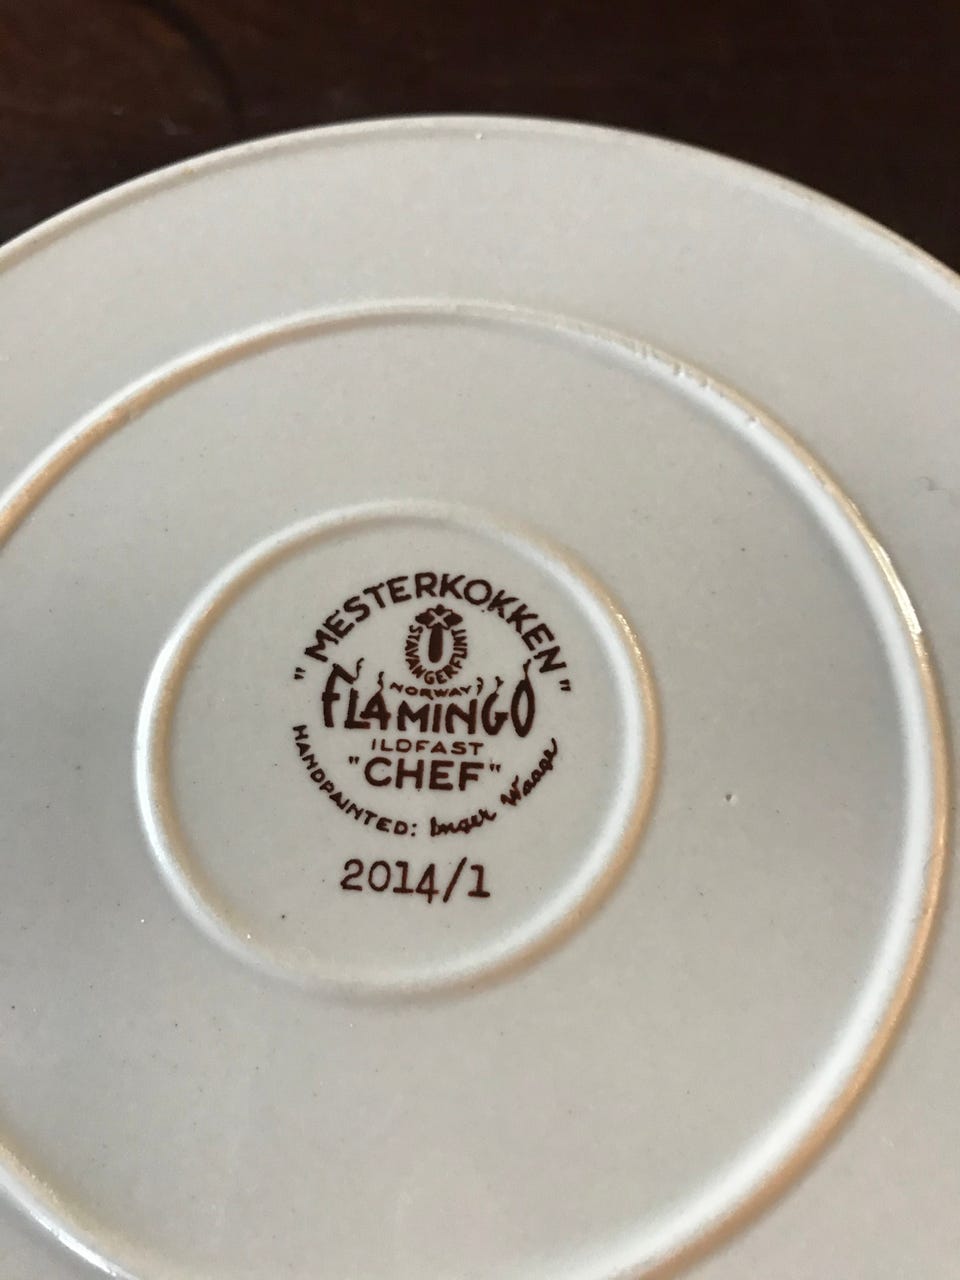 "MESTERKOKKEN"
STAVANGERFLINT
NORWAY
FLAMINGO
ILDFAST
"CHEF"
HANDPAINTED: Inger Waage
2014/1